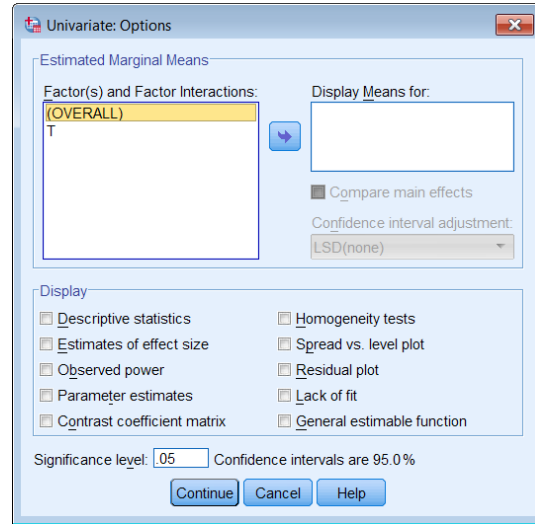 Univariate: Options
Estimated Marginal Means
Factor(s) and Factor Interactions:
(OVERALL)
T
Display Means for:
Compare main effects
Confidence interval adjustment:
LSD(none)
Display
Descriptive statistics
Homogeneity tests
Estimates of effect size
Spread vs. level plot
Observed power
Residual plot
Parameter estimates
Lack of fit
Contrast coefficient matrix
General estimable function
Significance level: .05 Confidence intervals are 95.0%
Continue Cancel Help